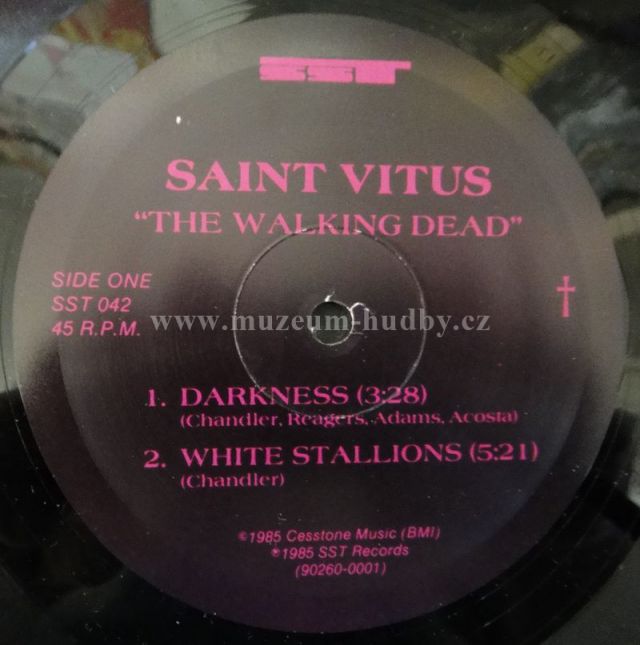 SST
SAINT VITUS
“THE WALKING DEAD”
SIDE ONE
SST 042
45 R.P.M.
www.muzeum-hudby.cz
1. DARKNESS (3:28)
(Chandler, Reagers, Adams, Acosta)
2. WHITE STALLIONS (5:21)
(Chandler)
©1985 Cesstone Music (BMI)
℗1985 SST Records
(90260-0001)